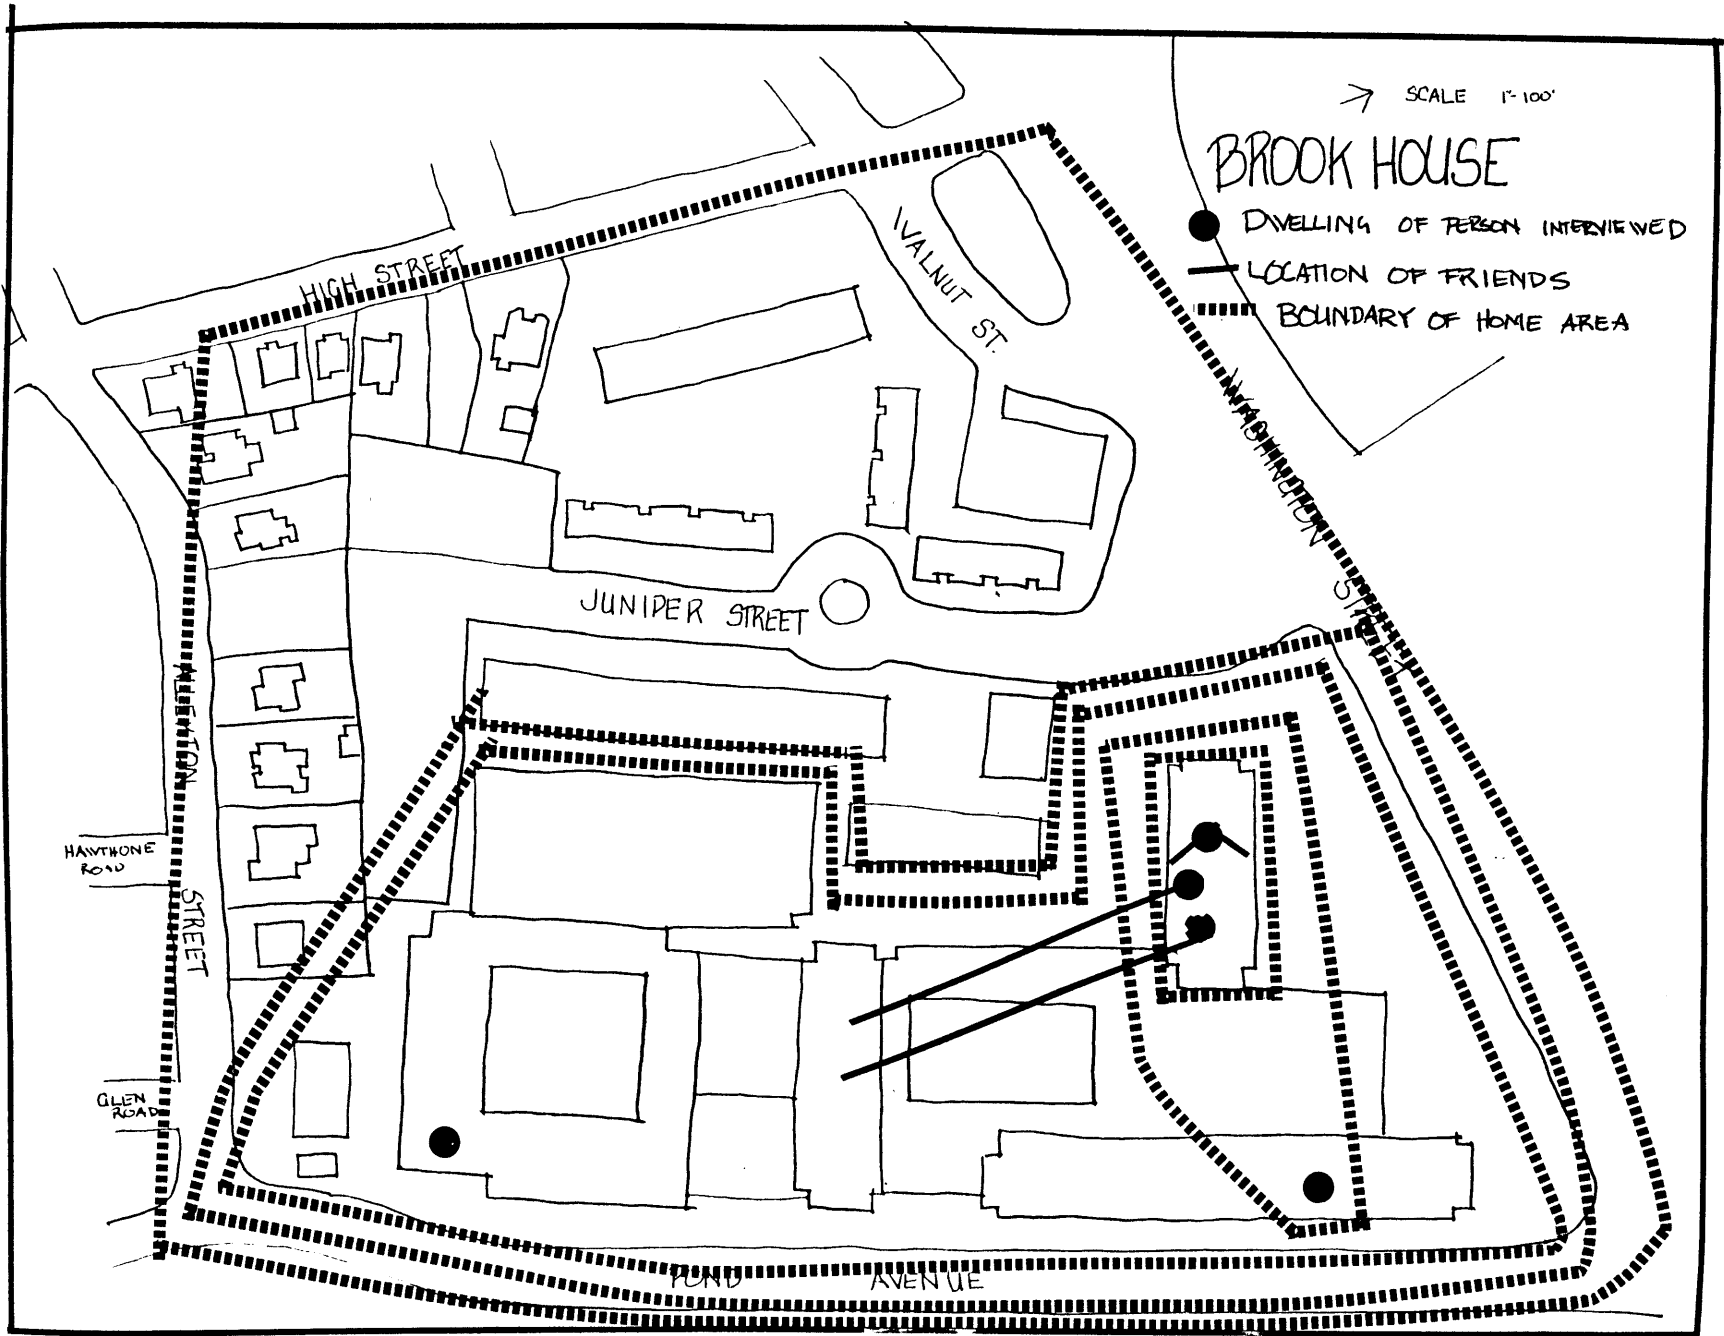 SCALE 1"-100'
BROOK HOUSE
DWELLING OF PERSON INTERVIEWED
LOCATION OF FRIENDS
BOUNDARY OF HOME AREA
HIGH STREET
WALNUT ST.
WASHINGTON STREET
JUNIPER STREET
HAWTHONE
ROAD
STREET
GLEN
ROAD
POND AVENUE